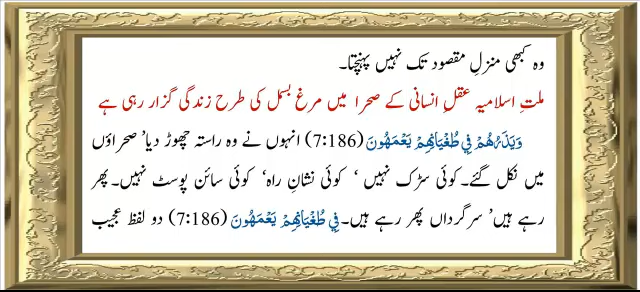 وہ کبھی منزلِ مقصود تک نہیں پہنچتا۔
ملتِ اسلامیہ عقلِ انسانی کے صحرا میں مرغِ بسمل کی طرح زندگی گزار رہی ہے
وَيَذَرُهُمْ فِي طُغْيَانِهِمْ يَعْمَهُونَ (7:186) انہوں نے وہ راستہ چھوڑ دیا' صحراؤں
میں نکل گئے۔ کوئی سڑک نہیں ' کوئی نشانِ راہ' کوئی سائن پوسٹ نہیں۔ پھر
رہے ہیں' سرگرداں پھر رہے ہیں۔ فِي طُغْيَانِهِمْ يَعْمَهُونَ (7:186) دو لفظ عجیب